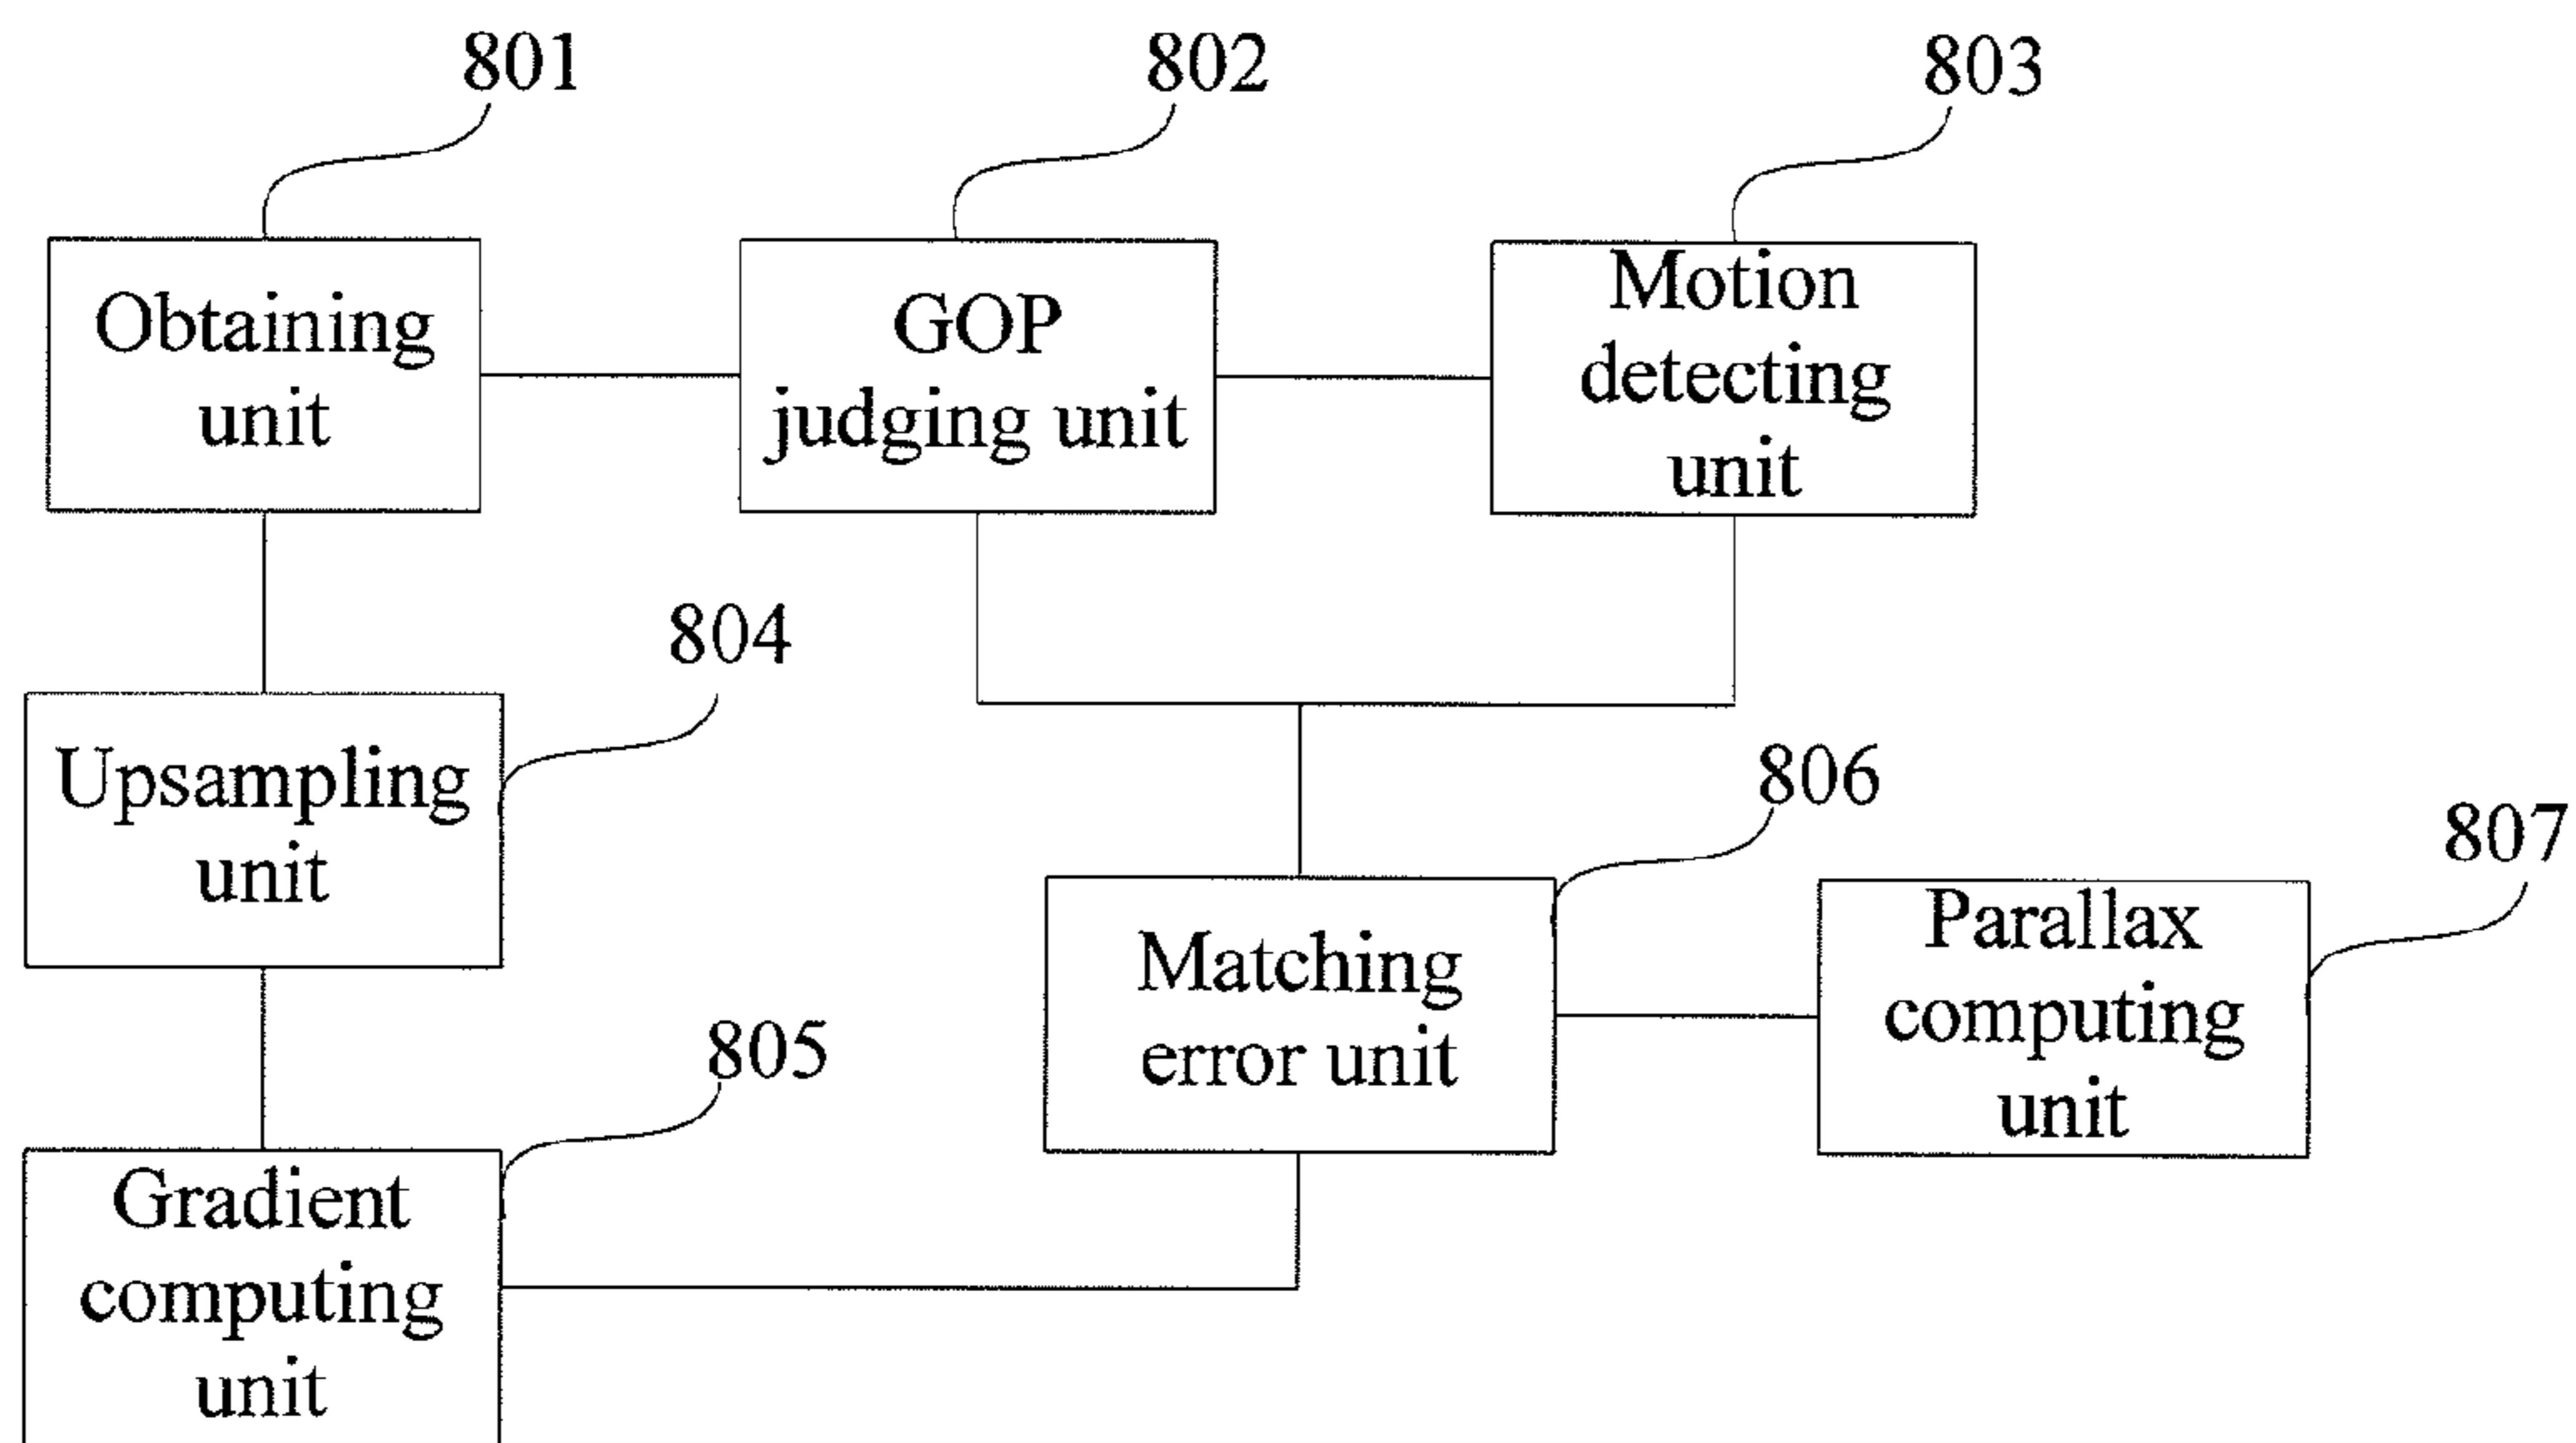 801
802
803
Obtaining
unit
GOP
judging unit
Motion
detecting
unit
804
Upsampling
unit
806
807
Matching
error unit
Parallax
computing
unit
805
Gradient
computing
unit